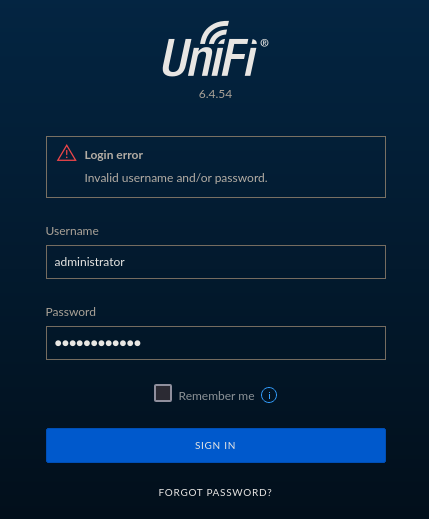 UniFi®
6.4.54
Login error
Invalid username and/or password.
Username
administrator
Password
●●●●●●●●●●●●
Remember me i
SIGN IN
FORGOT PASSWORD?